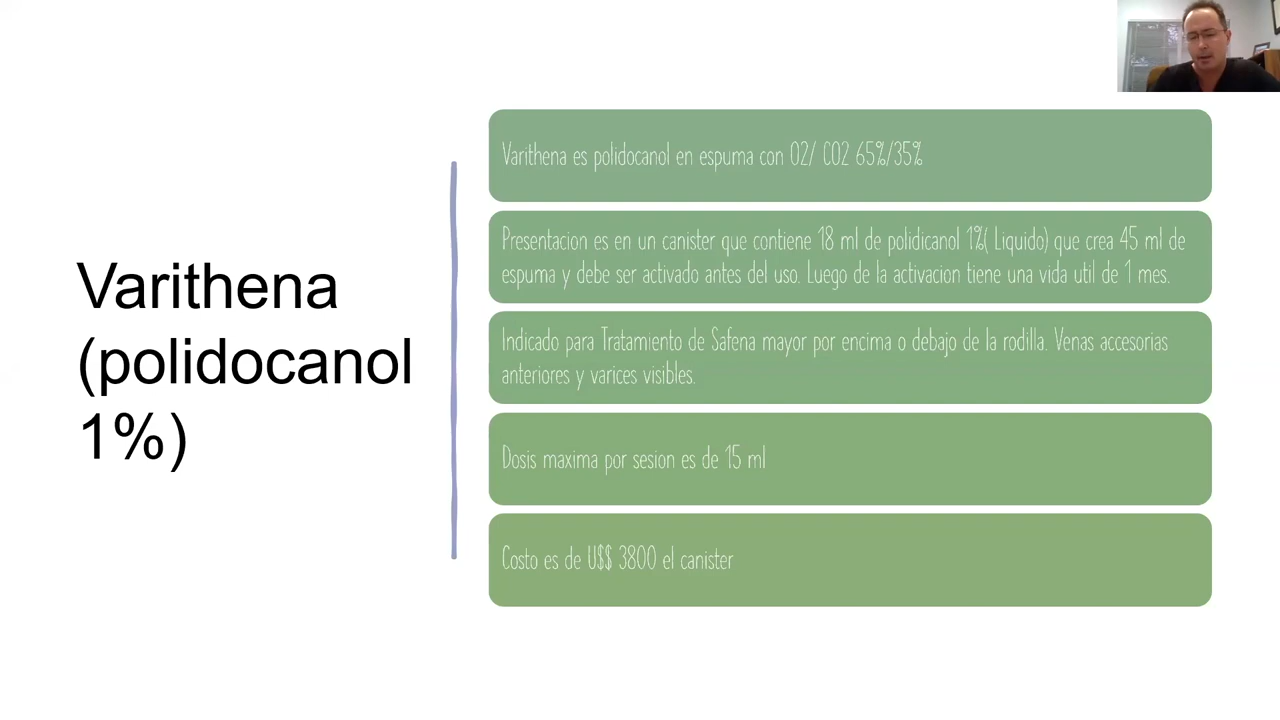 Varithena
(polidocanol
1%)
Varithena es polidocanol en espuma con O2/ CO2 65%/35%
Presentacion es en un canister que contiene 18 ml de polidicanol 1%( Liquido) que crea 45 ml de
espuma y debe ser activado antes del uso. Luego de la activacion tiene una vida util de 1 mes.
Indicado para Tratamiento de Safena mayor por encima o debajo de la rodilla. Venas accesorias
anteriores y varices visibles.
Dosis maxima por sesion es de 15 ml
Costo es de U$$ 3800 el canister